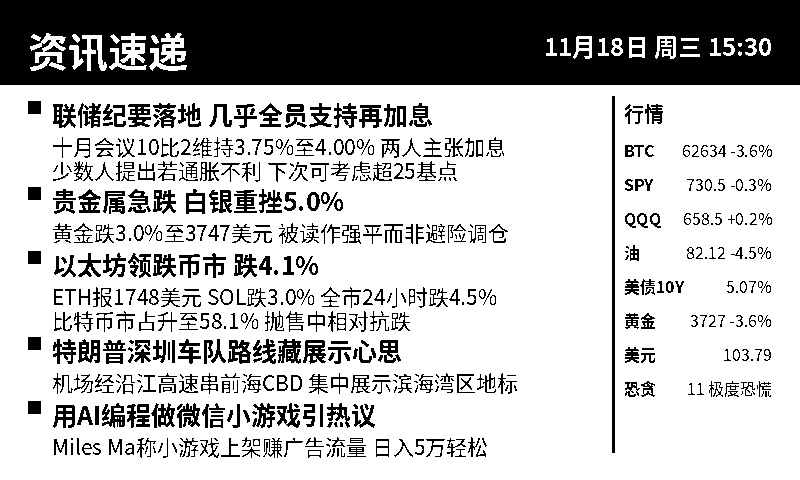 资讯速递
11月18日 周三 15:30
联储纪要落地 几乎全员支持再加息
十月会议10比2维持3.75%至4.00% 两人主张加息
少数人提出若通胀不利 下次可考虑超25基点
贵金属急跌 白银重挫5.0%
黄金跌3.0%至3747美元 被读作强平而非避险调仓
以太坊领跌币市 跌4.1%
ETH报1748美元 SOL跌3.0% 全市24小时跌4.5%
比特币市占升至58.1% 抛售中相对抗跌
特朗普深圳车队路线藏展示心思
机场经沿江高速串前海CBD 集中展示滨海湾区地标
用AI编程做微信小游戏引热议
Miles Ma称小游戏上架赚广告流量 日入5万轻松
行情
BTC 62634 -3.6%
SPY 730.5 -0.3%
QQQ 658.5 +0.2%
油 82.12 -4.5%
美债10Y 5.07%
黄金 3727 -3.6%
美元 103.79
恐贪 11 极度恐慌